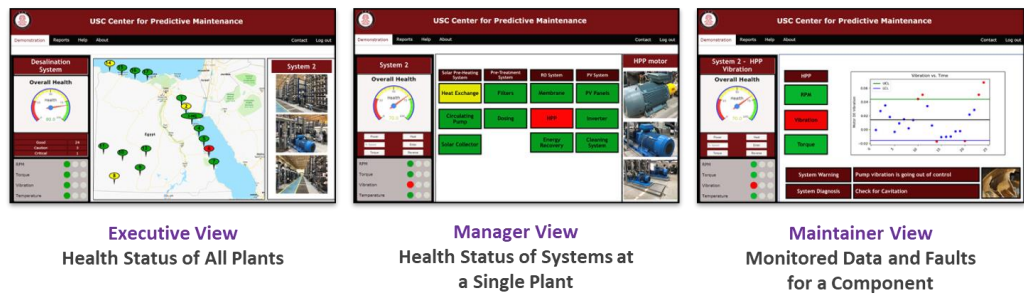 USC Center for Predictive Maintenance
Demonstration Reports Help About Contact Log out
Desalination
System
Overall Health
System 2
Good
Caution
Critical
RPM
Torque
Vibration
Temperature
Executive View
Health Status of All Plants
USC Center for Predictive Maintenance
Demonstration Reports Help About Contact Log out
System 2
Overall Health
Solar Pre-Heating
System
Pre-Treatment
System
RO System
PV System
HPP motor
Heat Exchange
Filters
Membrane
PV Panels
Circulating
Pump
Dosing
HPP
Inverter
Solar Collector
Energy
Recovery
Cleaning
System
RPM
Torque
Vibration
Temperature
Manager View
Health Status of Systems at
a Single Plant
USC Center for Predictive Maintenance
Demonstration Reports Help About Contact Log out
System 2 - HPP
Vibration
Overall Health
HPP
RPM
Vibration
Torque
Vibration vs. Time
UCL
LCL
System Warning Pump vibration is going out of control
System Diagnosis Check for Cavitation
RPM
Torque
Vibration
Temperature
Maintainer View
Monitored Data and Faults
for a Component